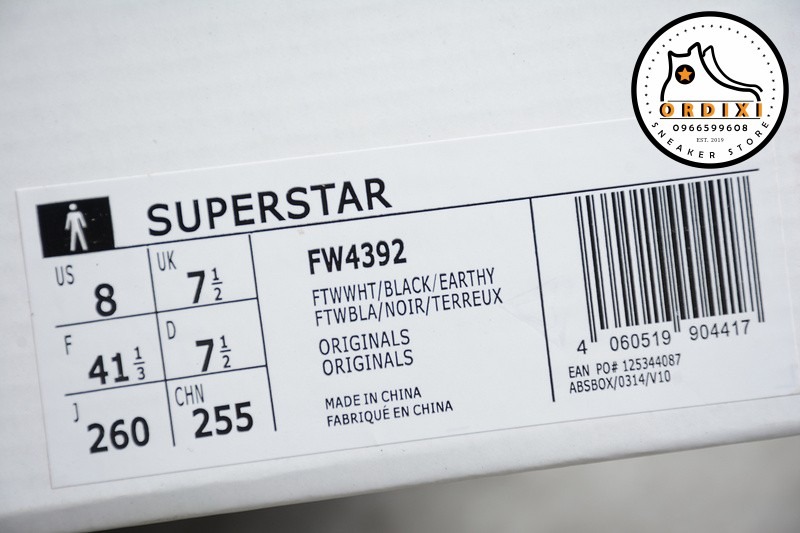 ORDIXI
0966599608
EST. 2019
SNEAKER STORE
SUPERSTAR
US 8
UK 7 1/2
F 41 1/3
D 7 1/2
J 260
CHN 255
FW4392
FTWWHT/BLACK/EARTHY
FTWBLA/NOIR/TERREUX
ORIGINALS
ORIGINALS
MADE IN CHINA
FABRIQUÉ EN CHINA
4 060519 904417
EAN PO# 125344087
ABSBOX/0314/V10